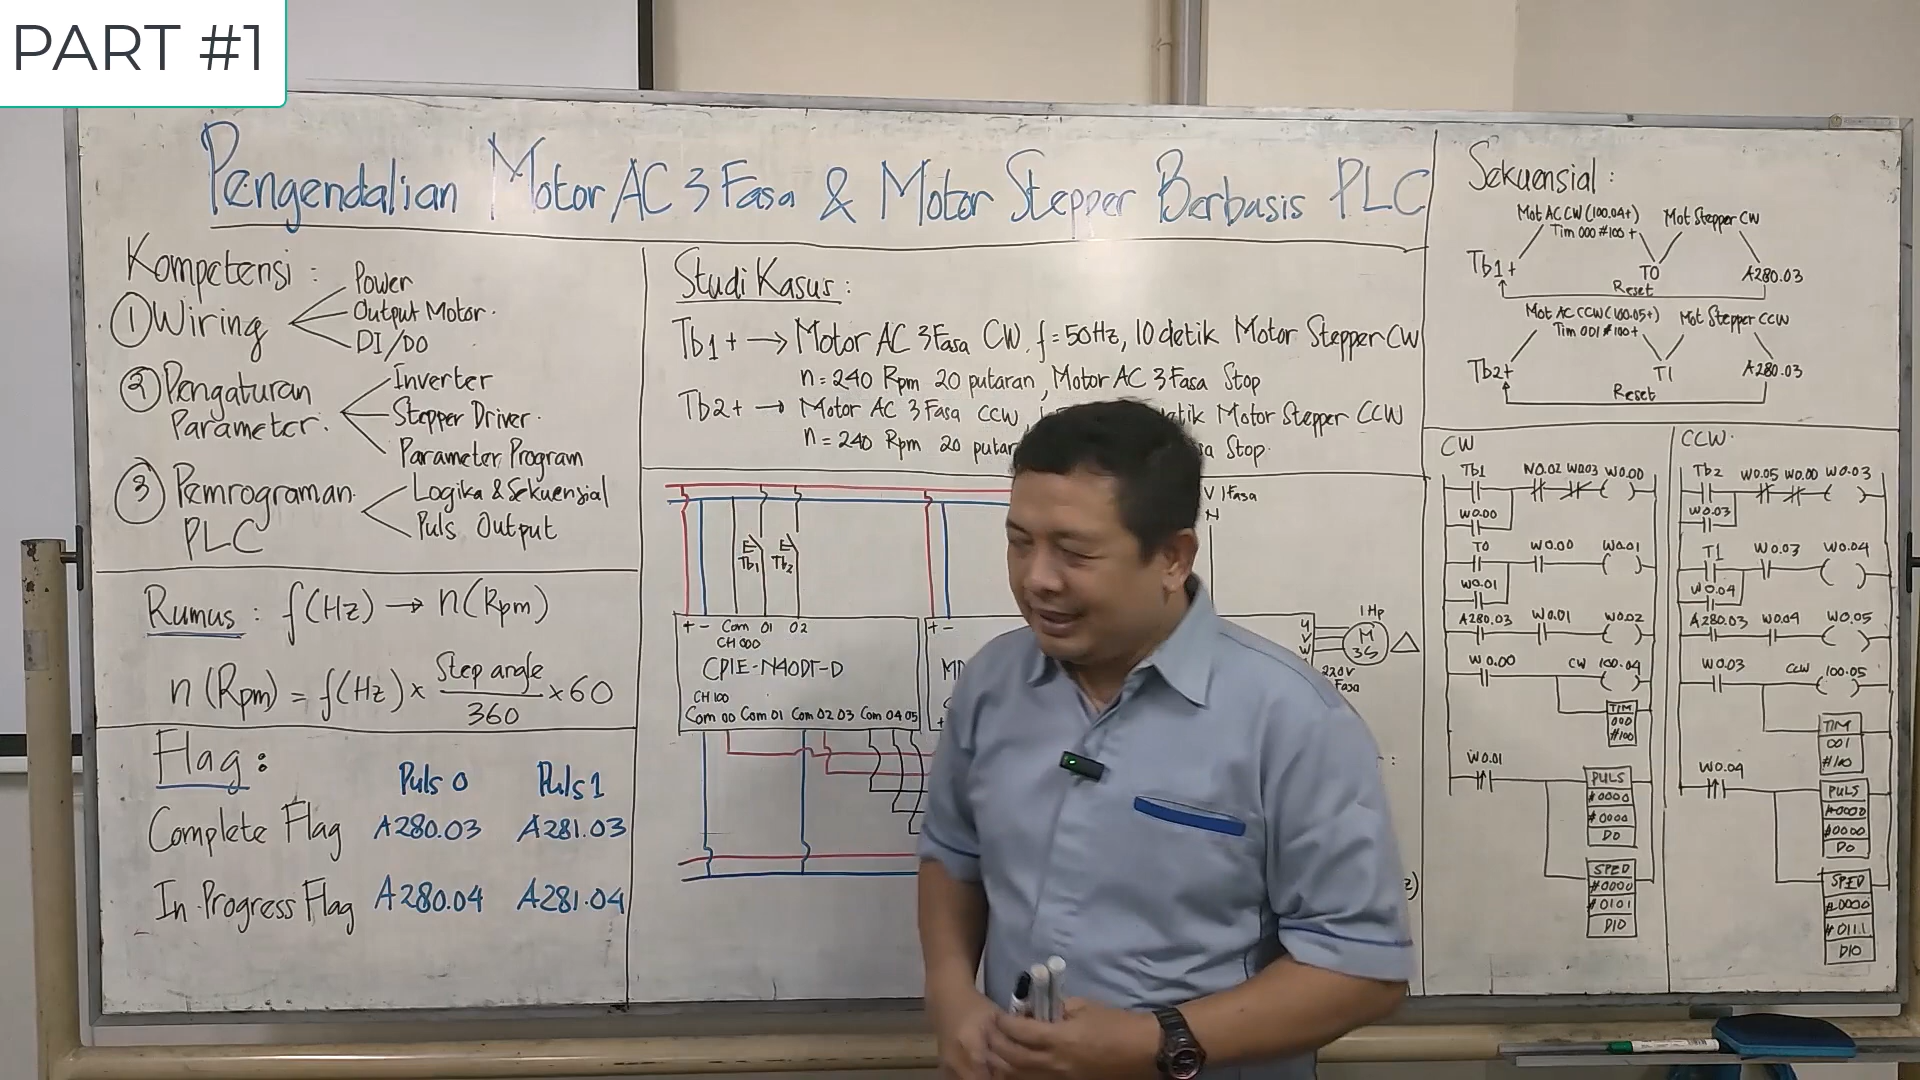 PART #1
Pengendalian Motor AC 3 Fasa & Motor Stepper Berbasis PLC
Kompetensi :
① Wiring
Power
Output Motor.
DI/DO
② Pengaturan
Parameter.
Inverter
Stepper Driver.
Parameter Program
③ Pemrograman
PLC
Logika & Sekuensial
Puls Output
Rumus : f(Hz) → n(Rpm)
n (Rpm) = f(Hz) × Step angle / 360 × 60
Flag :
Puls 0 Puls 1
Complete Flag A280.03 A281.03
In Progress Flag A280.04 A281.04
Studi Kasus :
Tb1 + → Motor AC 3 Fasa CW, f = 50Hz, 10 detik Motor Stepper CW
n = 240 Rpm 20 putaran, Motor AC 3 Fasa Stop
Tb2 + → Motor AC 3 Fasa CCW, Motor Stepper CCW
n = 240 Rpm 20 Stop.
Tb1 Tb2
+ - Com 01 02
CH 000
CP1E-N40DT-D
CH 100
Com 00 Com 01 Com 02 03 Com 04 05
+ -
V 1 Fasa
N
U
V
W
1 Hp
M
3~
220V
Fasa
Sekuensial :
Mot AC CW (100.04+) Mot Stepper CW
Tim 000 #100 +
Tb1+ T0 A280.03
Reset
Mot AC CCW (100.05+) Mot Stepper CCW
Tim 001 #100 +
Tb2+ T1 A280.03
Reset
CW
Tb1 W0.02 W0.03 W0.00
W0.00
T0 W0.00 W0.01
W0.01
A280.03 W0.01 W0.02
W0.00 CW 100.04
TIM
000
#100
W0.01
PULS
#0000
#0000
D0
SPED
#0000
#0101
D10
CCW.
Tb2 W0.05 W0.00 W0.03
W0.03
T1 W0.03 W0.04
W0.04
A280.03 W0.04 W0.05
W0.03 CCW 100.05
TIM
001
#100
W0.04
PULS
#0000
#0000
D0
SPED
#0000
#0111
D10